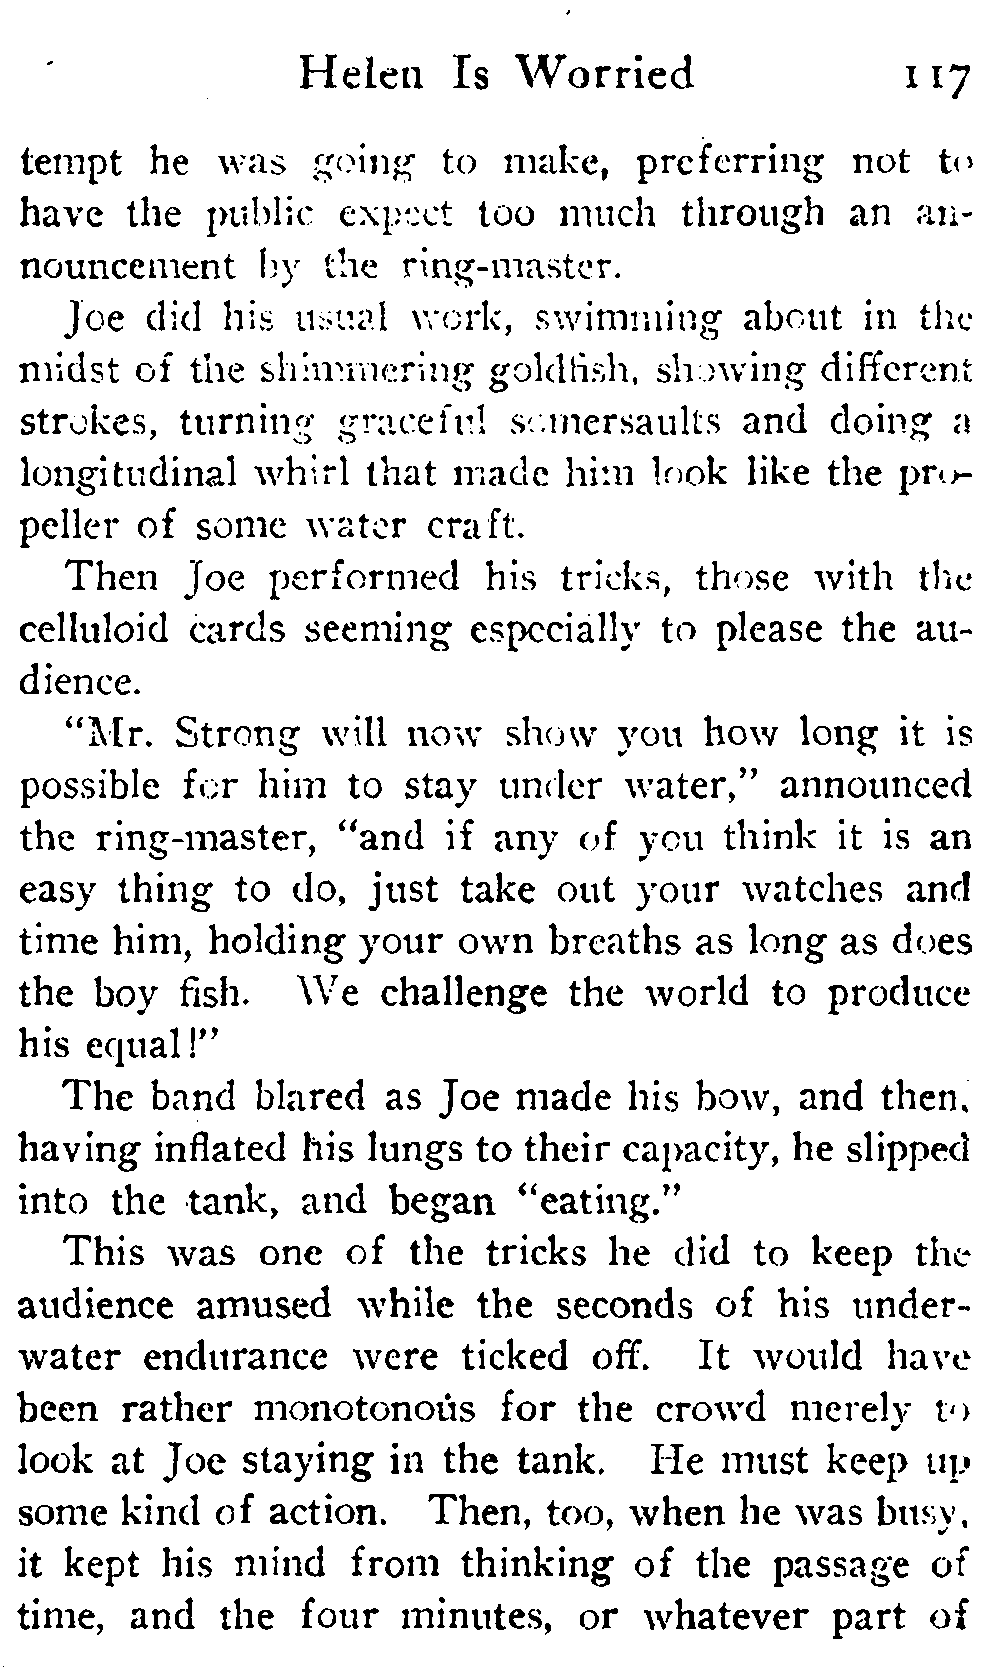 Helen Is Worried 117
tempt he was going to make, preferring not to
have the public expect too much through an an-
nouncement by the ring-master.
Joe did his usual work, swimming about in the
midst of the shimmering goldfish, showing different
strokes, turning graceful somersaults and doing a
longitudinal whirl that made him look like the pro-
peller of some water craft.
Then Joe performed his tricks, those with the
celluloid cards seeming especially to please the au-
dience.
"Mr. Strong will now show you how long it is
possible for him to stay under water," announced
the ring-master, "and if any of you think it is an
easy thing to do, just take out your watches and
time him, holding your own breaths as long as does
the boy fish. We challenge the world to produce
his equal!"
The band blared as Joe made his bow, and then,
having inflated his lungs to their capacity, he slipped
into the tank, and began "eating."
This was one of the tricks he did to keep the
audience amused while the seconds of his under-
water endurance were ticked off. It would have
been rather monotonous for the crowd merely to
look at Joe staying in the tank. He must keep up
some kind of action. Then, too, when he was busy,
it kept his mind from thinking of the passage of
time, and the four minutes, or whatever part of